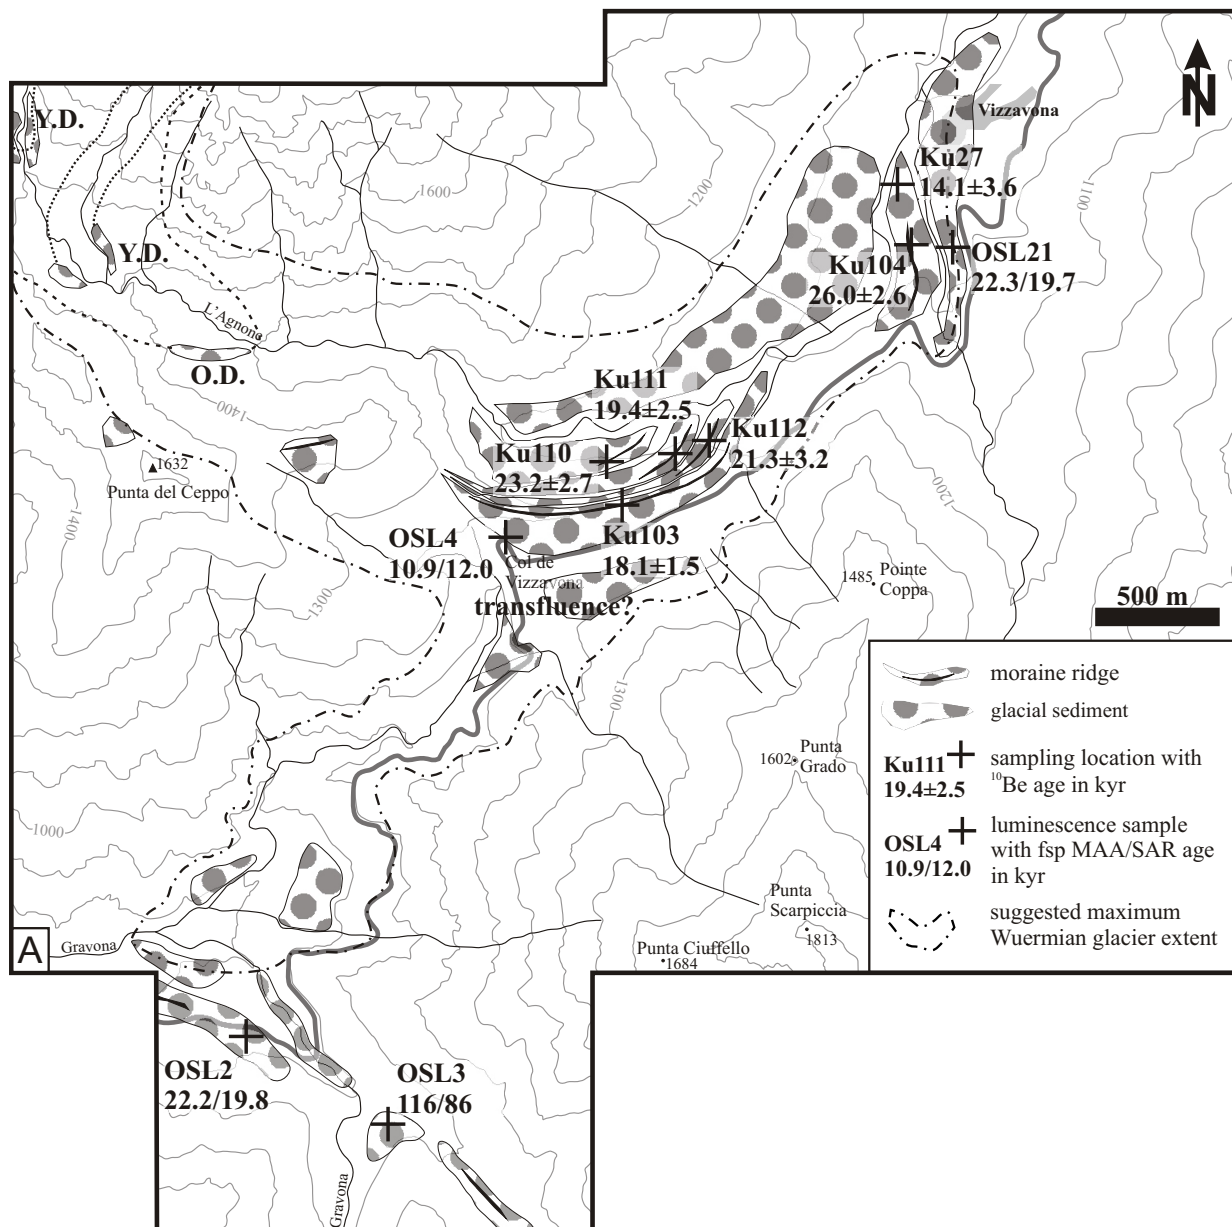 N
Vizzavona
Y.D.
Ku27
14.1±3.6
1600
1200
1100
Y.D.
Ku104
26.0±2.6
OSL21
22.3/19.7
L'Agnone
O.D.
1400
Ku111
19.4±2.5
Ku112
21.3±3.2
1632
Punta del Ceppo
Ku110
23.2±2.7
1400
1200
OSL4
10.9/12.0
Ku103
18.1±1.5
Col de
Vizzavona
transfluence?
1485
Pointe
Coppa
1300
500 m
1300
moraine ridge
glacial sediment
Ku111
19.4±2.5
sampling location with
10Be age in kyr
OSL4
10.9/12.0
luminescence sample
with fsp MAA/SAR age
in kyr
suggested maximum
Wuermian glacier extent
1602
Punta
Grado
1000
Punta
Scarpiccia
1813
Punta Ciuffello
1684
A
Gravona
OSL2
22.2/19.8
OSL3
116/86
Gravona